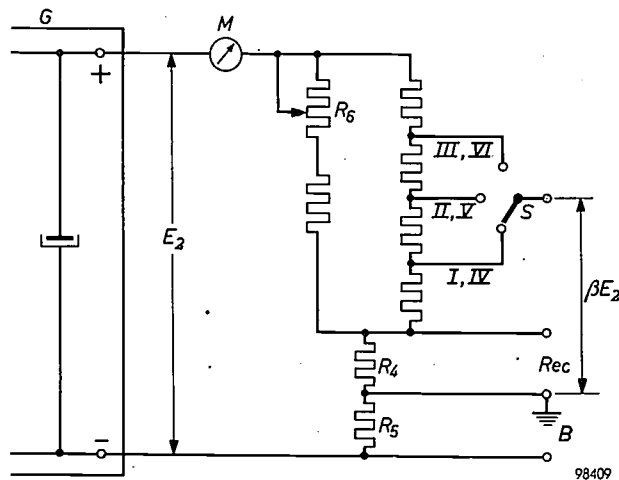 G
M
+
R6
III, VI
II, V
S
E2
I, IV
βE2
R4
Rec
R5
B
−
98409